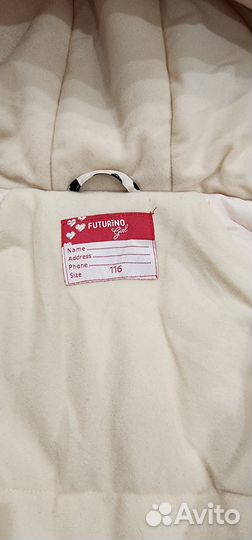 FUTURiNO
Girl
Name
Address
Phone
Size 116
Avito